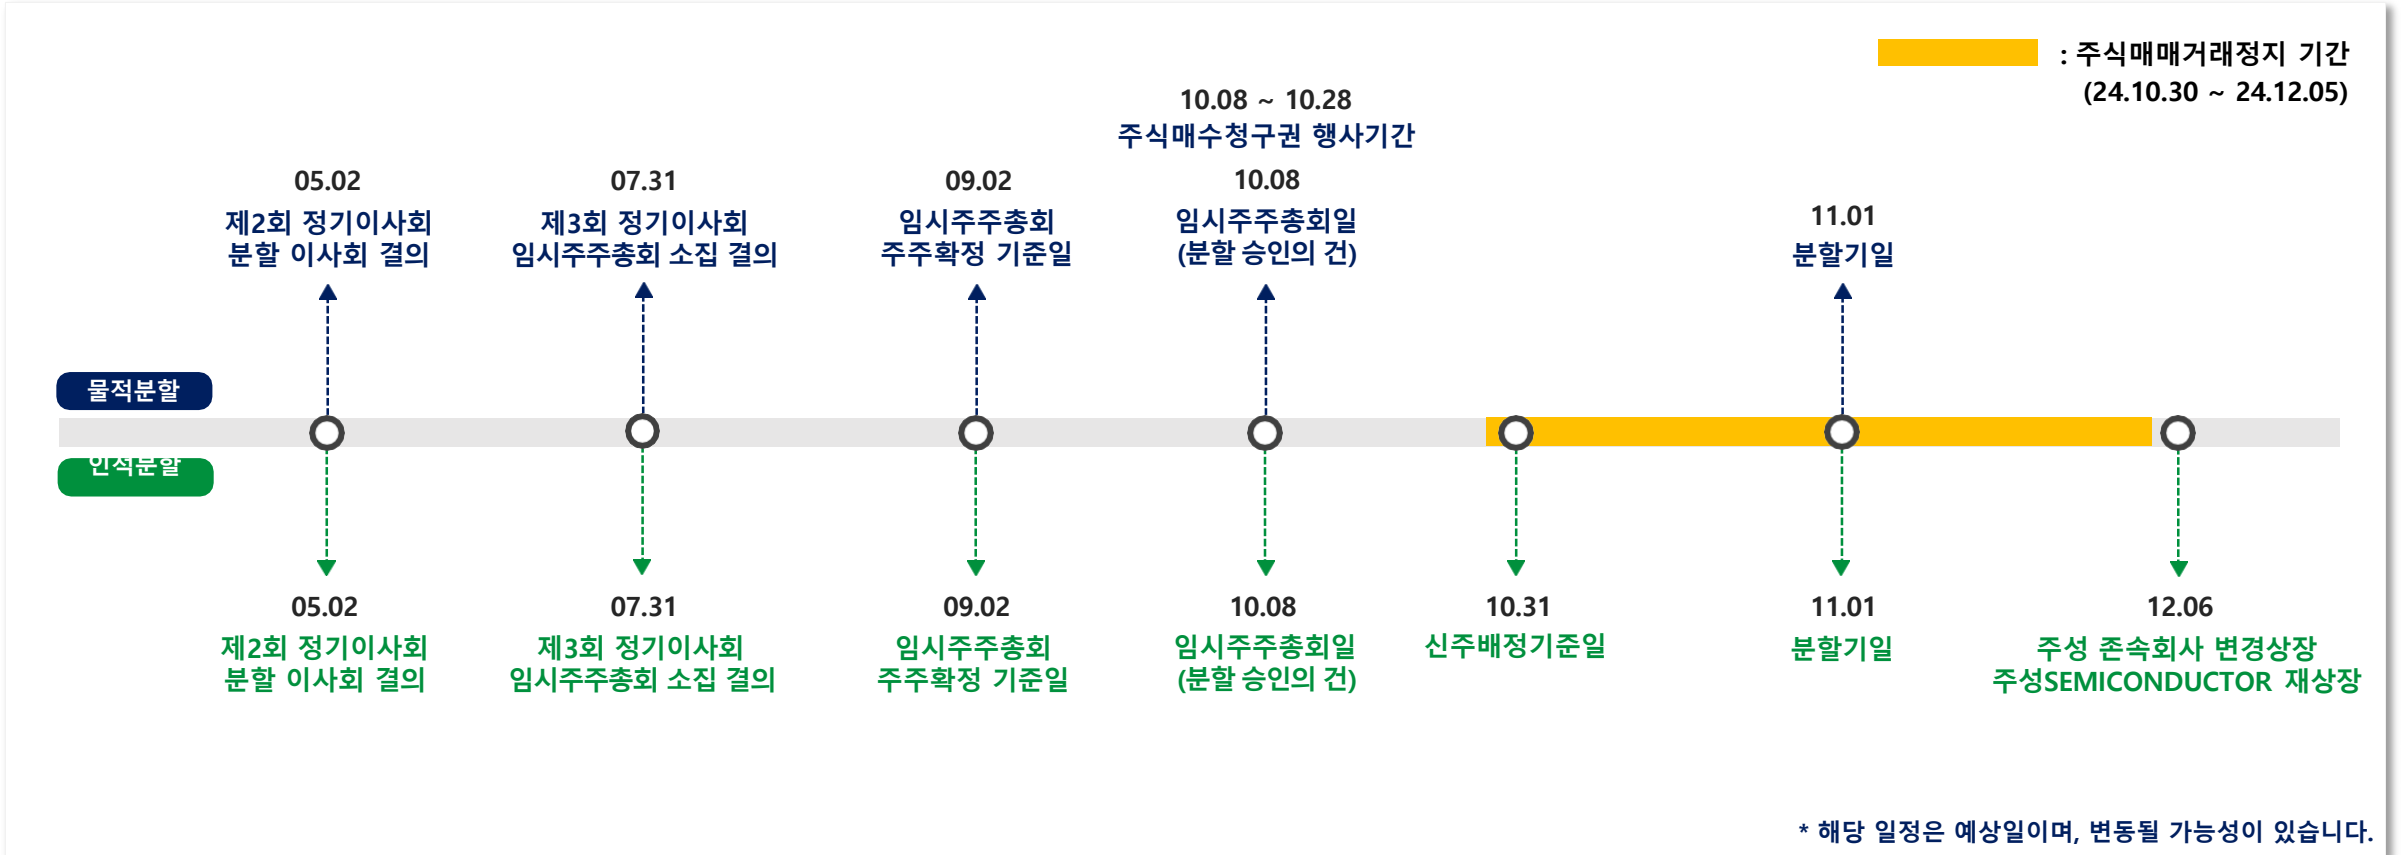 : 주식매매거래정지 기간
(24.10.30 ~ 24.12.05)
10.08 ~ 10.28
주식매수청구권 행사기간
05.02
제2회 정기이사회
분할 이사회 결의
07.31
제3회 정기이사회
임시주주총회 소집 결의
09.02
임시주주총회
주주확정 기준일
10.08
임시주주총회일
(분할 승인의 건)
11.01
분할기일
물적분할
인적분할
05.02
제2회 정기이사회
분할 이사회 결의
07.31
제3회 정기이사회
임시주주총회 소집 결의
09.02
임시주주총회
주주확정 기준일
10.08
임시주주총회일
(분할 승인의 건)
10.31
신주배정기준일
11.01
분할기일
12.06
주성 존속회사 변경상장
주성SEMICONDUCTOR 재상장
* 해당 일정은 예상일이며, 변동될 가능성이 있습니다.